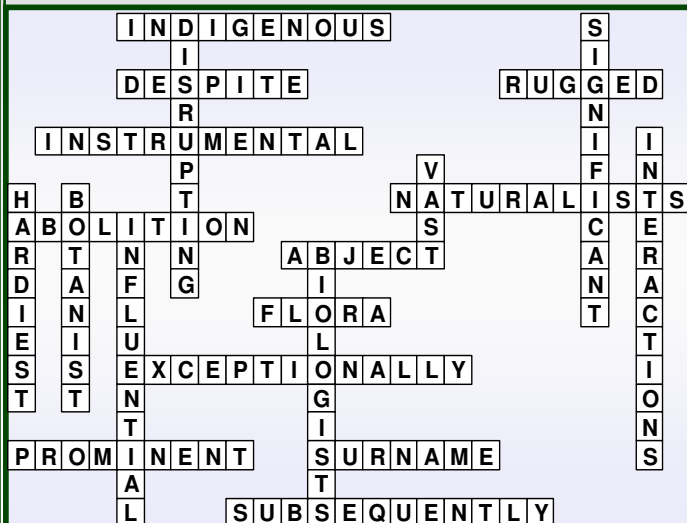 INDIGENOUS
DISRUPTING
SIGNIFICANT
DESPITE
RUGGED
INSTRUMENTAL
INTERACTIONS
VAST
HARDIEST
BOTANIST
NATURALISTS
ABOLITION
INFLUENTIAL
ABJECT
BIOLOGISTS
FLORA
EXCEPTIONALLY
PROMINENT
SURNAME
SUBSEQUENTLY